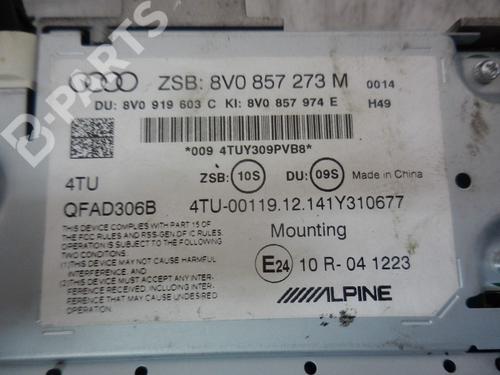 B-PARTS
ZSB: 8V0 857 273 M 0014
DU: 8V0 919 603 C KI: 8V0 857 974 E H49
*009 4TUY309PVB8*
4TU ZSB: 10S DU: 09S Made in China
QFAD306B 4TU-00119.12.141Y310677
THIS DEVICE COMPLIES WITH PART 15 OF
THE FCC RULES AND RSS-GEN OF IC RULES.
OPERATION IS SUBJECT TO THE FOLLOWING
TWO CONDITIONS:
(1)THIS DEVICE MAY NOT CAUSE HARMFUL
INTERFERENCE, AND
(2)THIS DEVICE MUST ACCEPT ANY INTER-
FERENCE RECEIVED, INCLUDING
INTERFERENCE THAT MAY CAUSE
UNDESIRED OPERATION.
Mounting
E24 10 R-04 1223
ALPINE